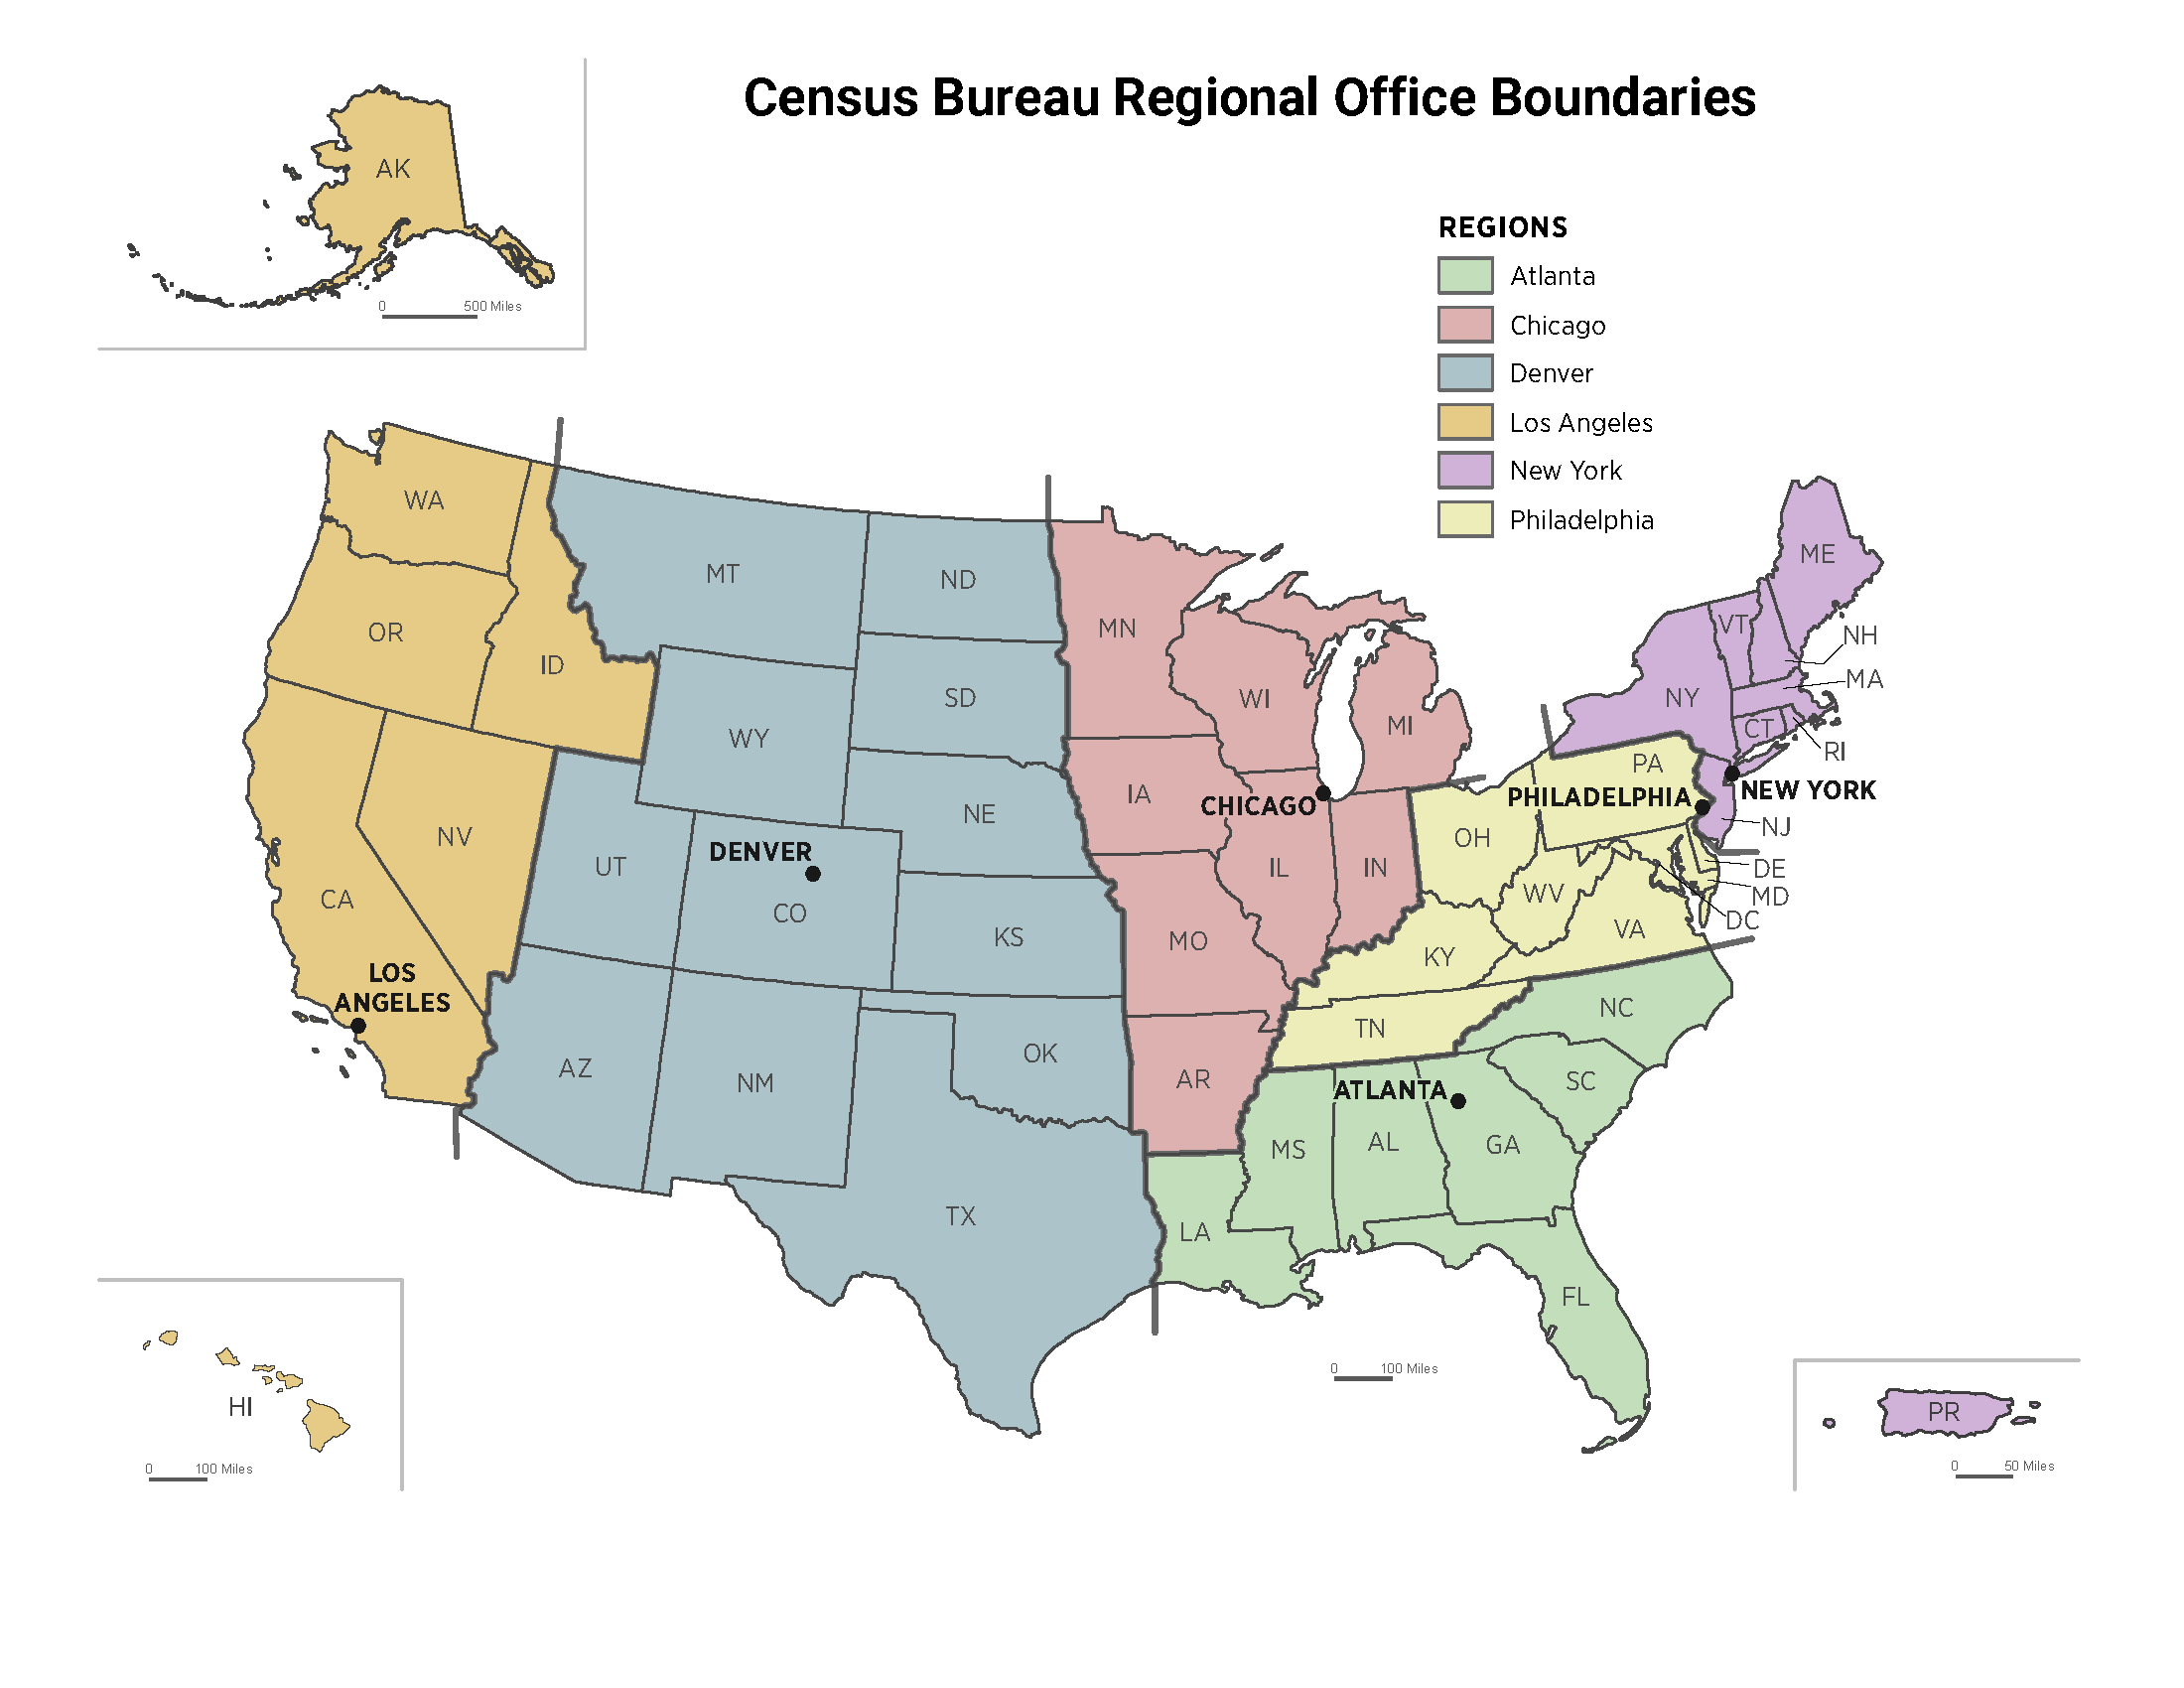 Census Bureau Regional Office Boundaries
AK
0 500 Miles
REGIONS
Atlanta
Chicago
Denver
Los Angeles
New York
Philadelphia
WA
OR
ID
MT
ND
SD
WY
NE
MN
WI
MI
IA
ME
VT
NH
NY
MA
CT
RI
PA
NEW YORK
PHILADELPHIA
NJ
CHICAGO
OH
DE
MD
DC
NV
CA
UT
DENVER
CO
KS
MO
IL
IN
WV
VA
KY
LOS
ANGELES
AZ
NM
OK
AR
TN
NC
SC
ATLANTA
MS
AL
GA
TX
LA
FL
0 100 Miles
HI
0 100 Miles
PR
0 50 Miles